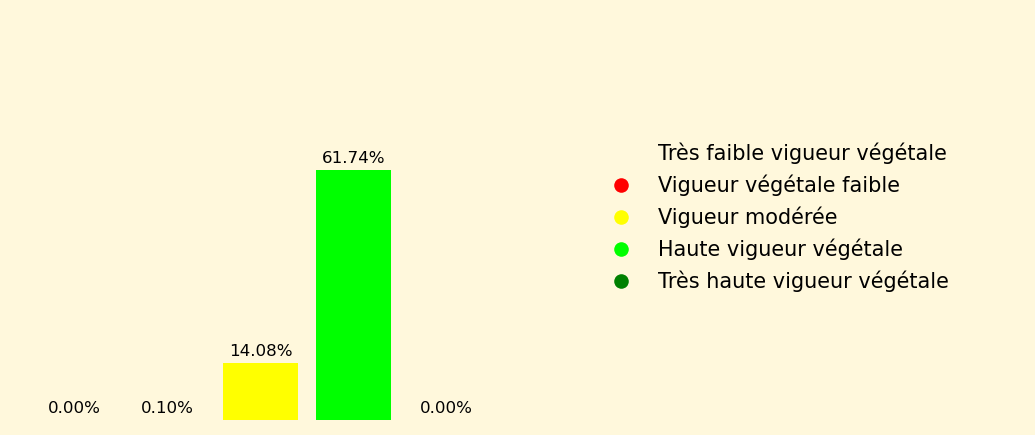 61.74%
14.08%
0.00%
0.10%
0.00%
Très faible vigueur végétale
Vigueur végétale faible
Vigueur modérée
Haute vigueur végétale
Très haute vigueur végétale